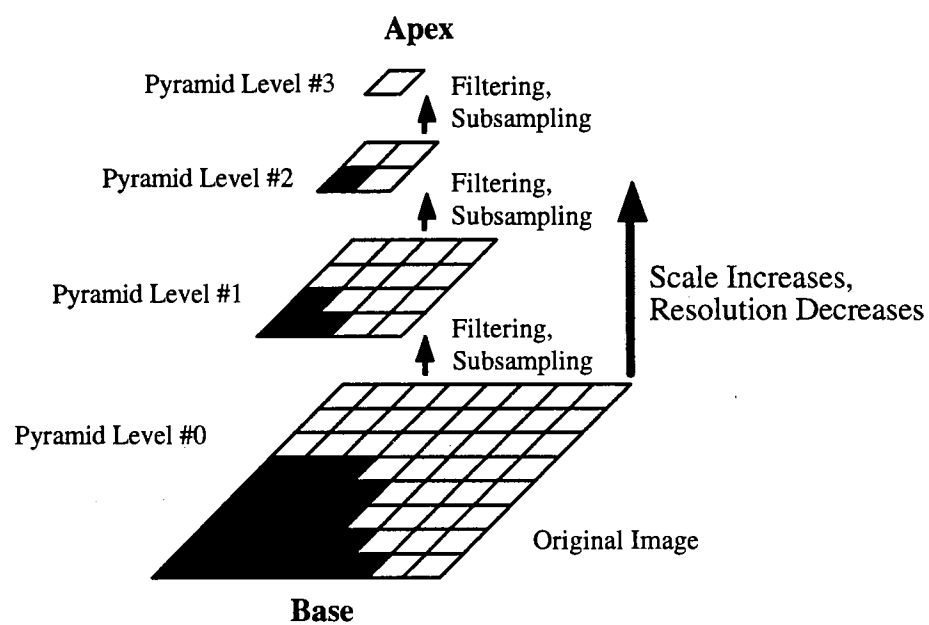 Apex
Pyramid Level #3
Filtering,
Subsampling
Pyramid Level #2
Filtering,
Subsampling
Pyramid Level #1
Scale Increases,
Resolution Decreases
Filtering,
Subsampling
Pyramid Level #0
Original Image
Base